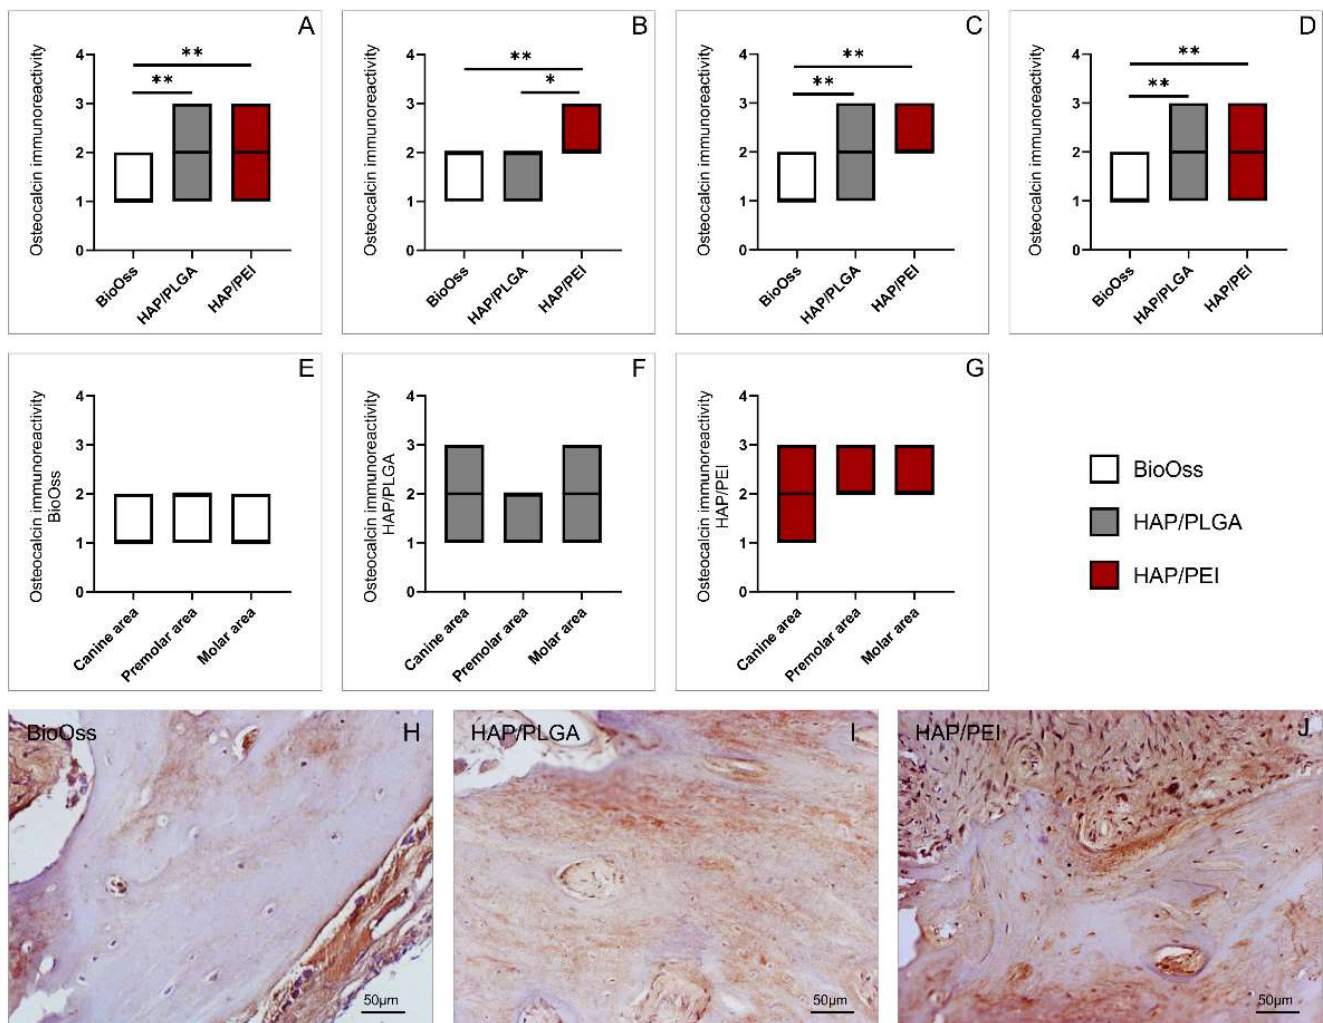 A
Osteocalcin immunoreactivity
4
3
2
1
0
**
**
BioOss
HAP/PLGA
HAP/PEI
B
Osteocalcin immunoreactivity
4
3
2
1
0
**
*
BioOss
HAP/PLGA
HAP/PEI
C
Osteocalcin immunoreactivity
4
3
2
1
0
**
**
BioOss
HAP/PLGA
HAP/PEI
D
Osteocalcin immunoreactivity
4
3
2
1
0
**
**
BioOss
HAP/PLGA
HAP/PEI
E
Osteocalcin immunoreactivity
BioOss
4
3
2
1
0
Canine area
Premolar area
Molar area
F
Osteocalcin immunoreactivity
HAP/PLGA
4
3
2
1
0
Canine area
Premolar area
Molar area
G
Osteocalcin immunoreactivity
HAP/PEI
4
3
2
1
0
Canine area
Premolar area
Molar area
BioOss
HAP/PLGA
HAP/PEI
BioOss
H
50µm
HAP/PLGA
I
50µm
HAP/PEI
J
50µm